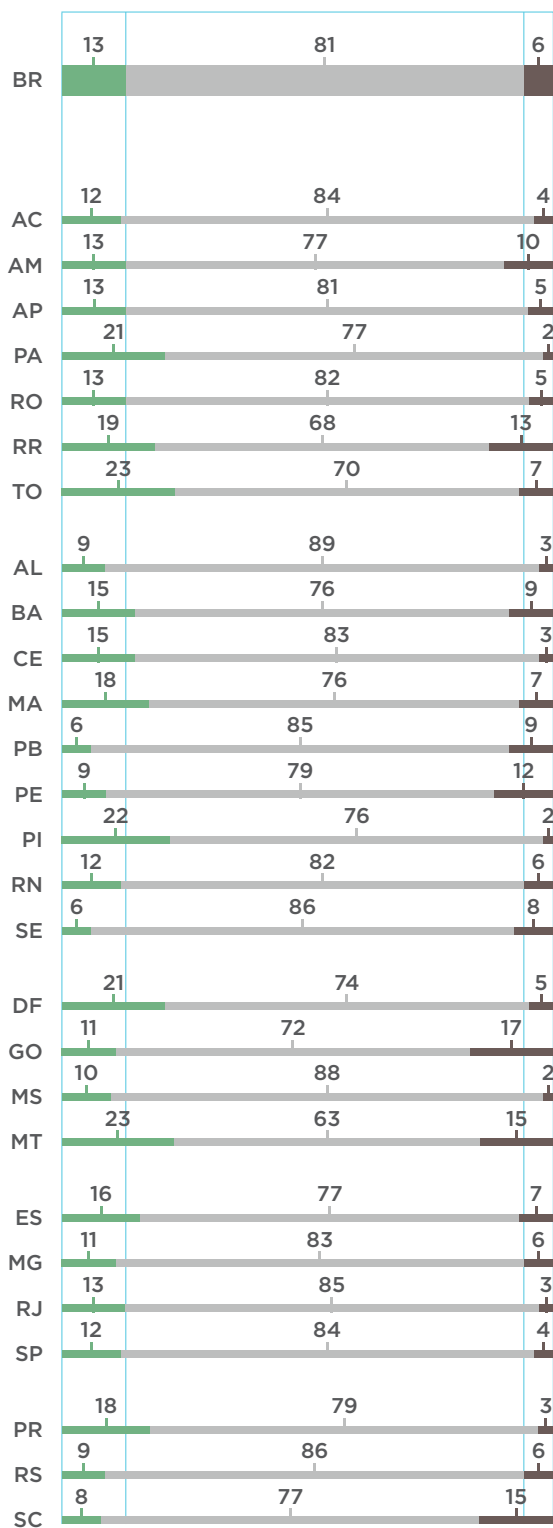 13 81 6
BR
12 84 4
AC
13 77 10
AM
13 81 5
AP
21 77 2
PA
13 82 5
RO
19 68 13
RR
23 70 7
TO
9 89 3
AL
15 76 9
BA
15 83 3
CE
18 76 7
MA
6 85 9
PB
9 79 12
PE
22 76 2
PI
12 82 6
RN
6 86 8
SE
21 74 5
DF
11 72 17
GO
10 88 2
MS
23 63 15
MT
16 77 7
ES
11 83 6
MG
13 85 3
RJ
12 84 4
SP
18 79 3
PR
9 86 6
RS
8 77 15
SC